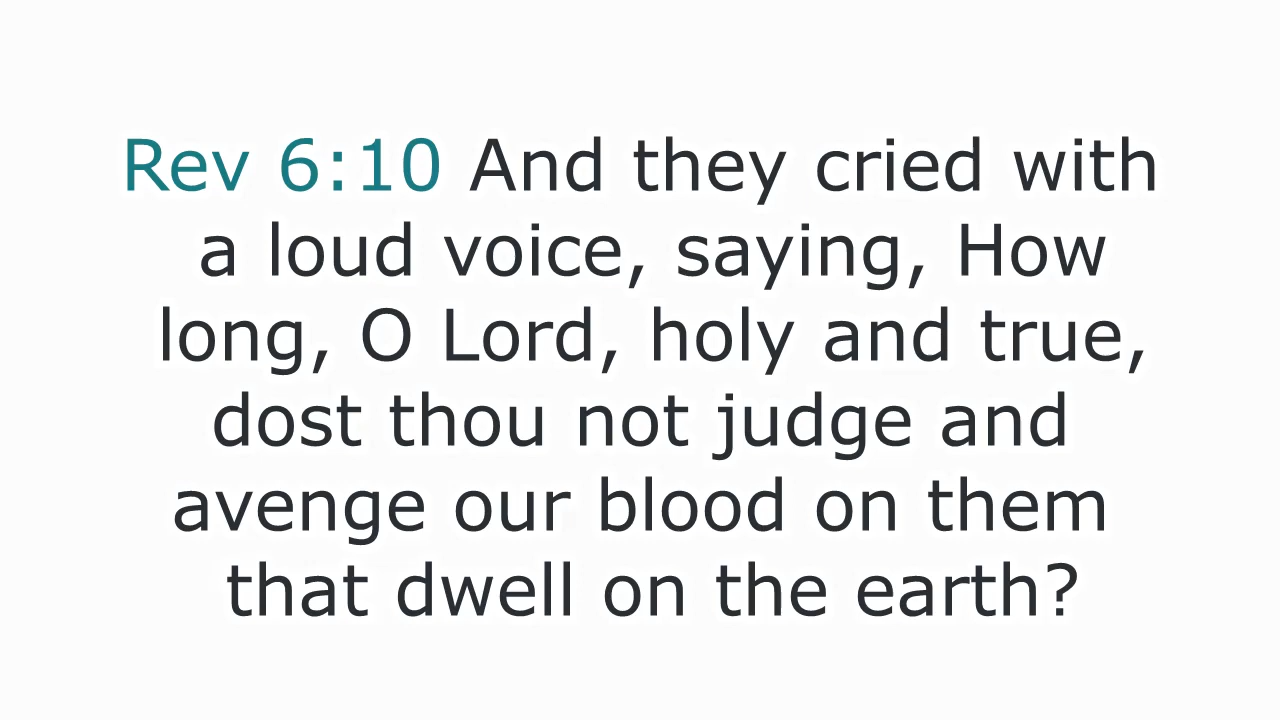 Rev 6:10 And they cried with
a loud voice, saying, How
long, O Lord, holy and true,
dost thou not judge and
avenge our blood on them
that dwell on the earth?